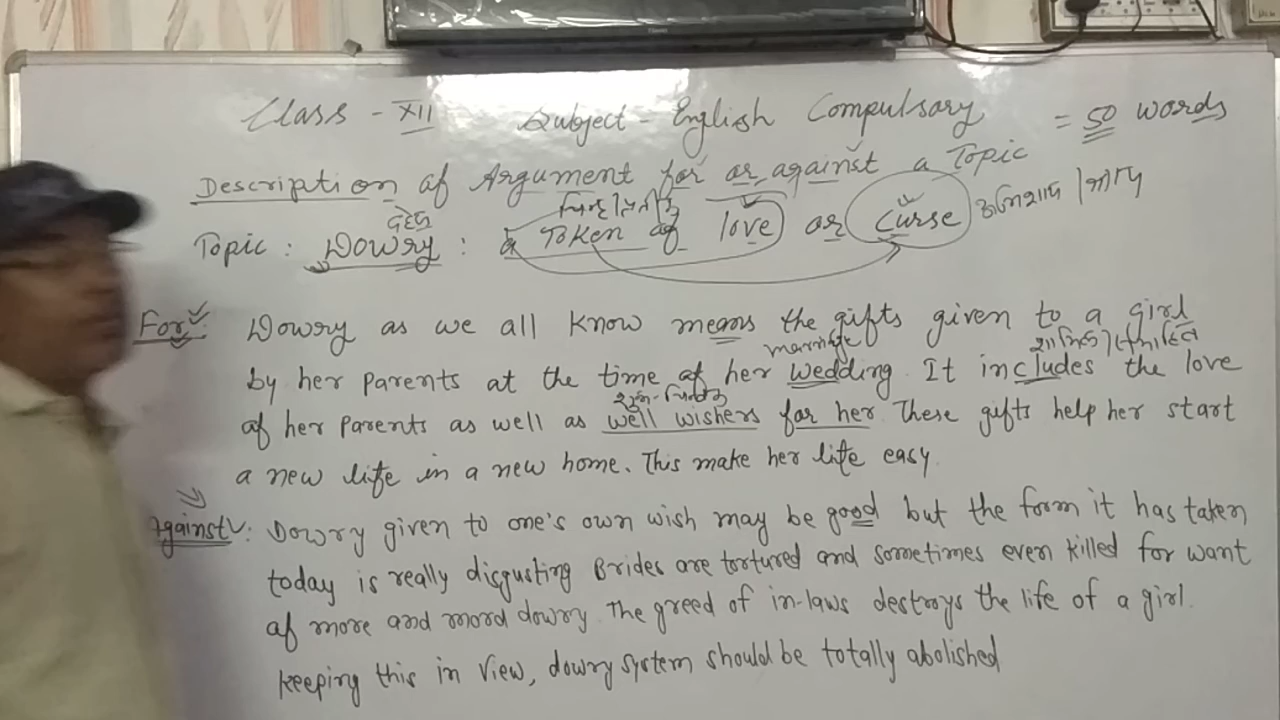 Class - XII Subject - English Compulsary = 50 words
Description of Argument for or against a Topic
दहेज
Topic : Dowry : a Token of love or Curse
For : Dowry as we all know means the gifts given to a girl
marriage
by her parents at the time of her wedding. It includes the love
of her parents as well as well wishers for her. These gifts help her start
a new life in a new home. This make her life easy.
Against : Dowry given to one's own wish may be good but the form it has taken
today is really disgusting Brides are tortured and sometimes even killed for want
of more and mord dowry. The greed of in-laws destroys the life of a girl.
keeping this in view, dowry system should be totally abolished